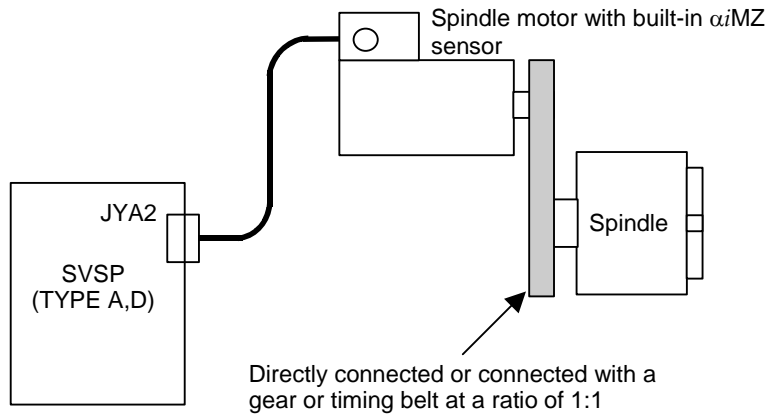 Spindle motor with built-in αiMZ
sensor
JYA2
SVSP
(TYPE A,D)
Spindle
Directly connected or connected with a
gear or timing belt at a ratio of 1:1